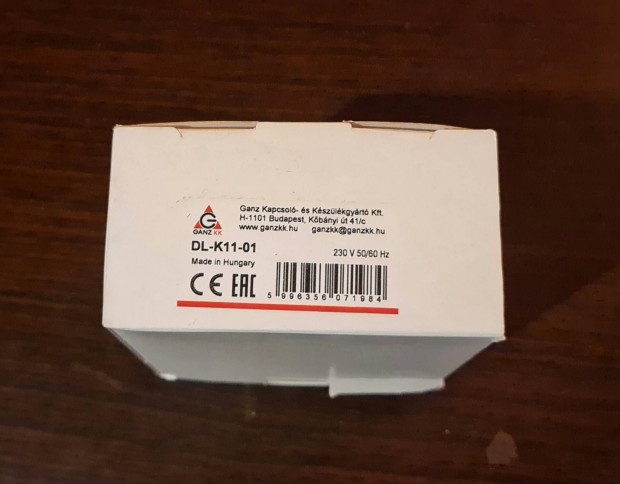 Ganz Kapcsoló- és Készülékgyártó Kft.
H-1101 Budapest, Kőbányi út 41/c
www.ganzkk.hu ganzkk@ganzkk.hu
GANZ KK
DL-K11-01
230 V 50/60 Hz
Made in Hungary
CE EAC
5 996356 071984